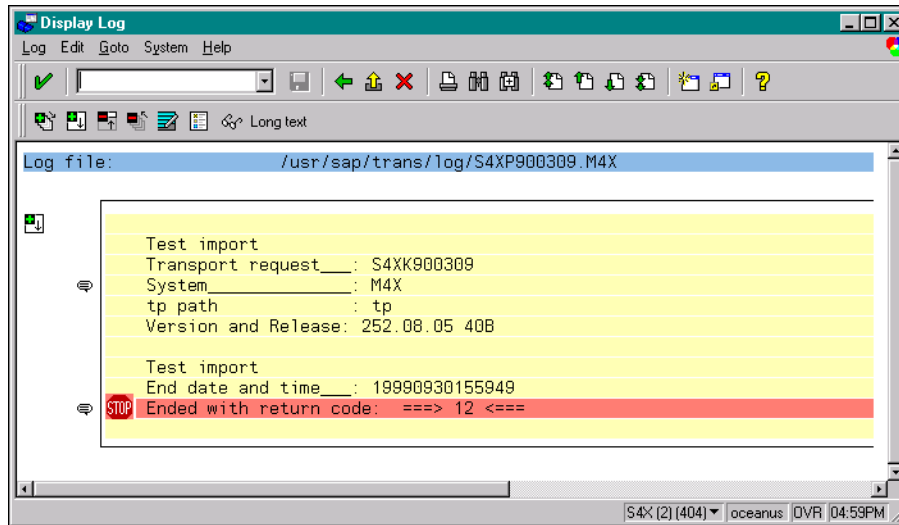 Display Log
Log Edit Goto System Help
Long text
Log file: /usr/sap/trans/log/S4XP900309.M4X
Test import
Transport request___: S4XK900309
System______________: M4X
tp path : tp
Version and Release: 252.08.05 40B
Test import
End date and time___: 19990930155949
STOP Ended with return code: ===> 12 <===
S4X (2) (404) oceanus OVR 04:59PM